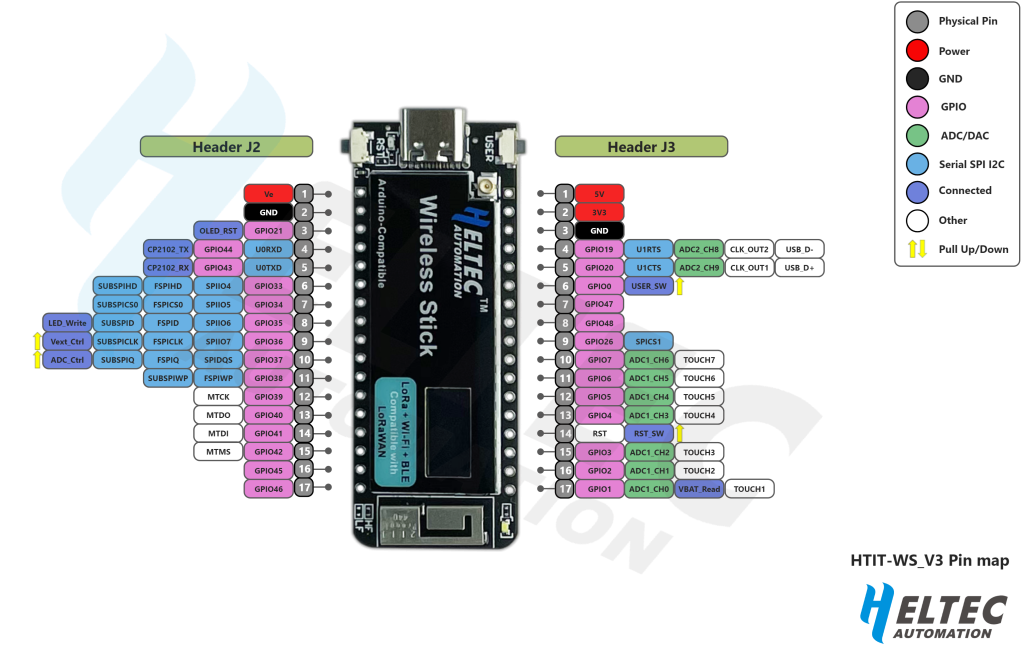 Physical Pin
Power
GND
GPIO
ADC/DAC
Serial SPI I2C
Connected
Other
Pull Up/Down
Header J2
Header J3
Ve 1
GND 2
OLED_RST GPIO21 3
CP2102_TX GPIO44 U0RXD 4
CP2102_RX GPIO43 U0TXD 5
SUBSPIHD FSPIHD SPIIO4 GPIO33 6
SUBSPICS0 FSPICS0 SPIIO5 GPIO34 7
LED_Write SUBSPID FSPID SPIIO6 GPIO35 8
Vext_Ctrl SUBSPICLK FSPICLK SPIIO7 GPIO36 9
ADC_Ctrl SUBSPIQ FSPIQ SPIDQS GPIO37 10
SUBSPIWP FSPIWP GPIO38 11
MTCK GPIO39 12
MTDO GPIO40 13
MTDI GPIO41 14
MTMS GPIO42 15
GPIO45 16
GPIO46 17
RST
USER
Arduino-Compatible
Wireless Stick
HELTEC™
AUTOMATION
LoRa + Wi-Fi + BLE
Compatible with
LoRaWAN
LF
HF
1 5V
2 3V3
3 GND
4 GPIO19 U1RTS ADC2_CH8 CLK_OUT2 USB_D-
5 GPIO20 U1CTS ADC2_CH9 CLK_OUT1 USB_D+
6 GPIO0 USER_SW
7 GPIO47
8 GPIO48
9 GPIO26 SPICS1
10 GPIO7 ADC1_CH6 TOUCH7
11 GPIO6 ADC1_CH5 TOUCH6
12 GPIO5 ADC1_CH4 TOUCH5
13 GPIO4 ADC1_CH3 TOUCH4
14 RST RST_SW
15 GPIO3 ADC1_CH2 TOUCH3
16 GPIO2 ADC1_CH1 TOUCH2
17 GPIO1 ADC1_CH0 VBAT_Read TOUCH1
HTIT-WS_V3 Pin map
HELTEC
AUTOMATION